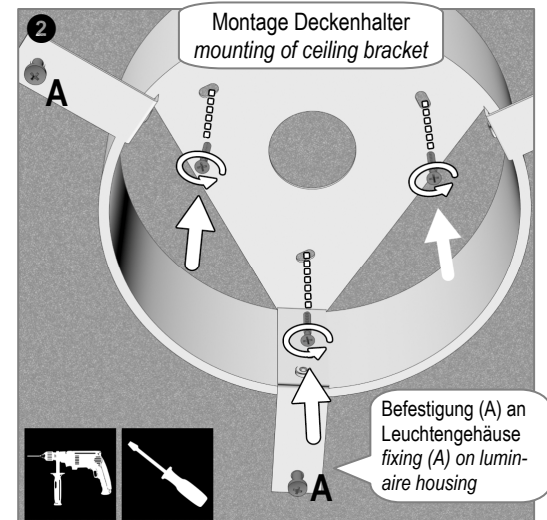 2
Montage Deckenhalter
mounting of ceiling bracket
A
Befestigung (A) an
Leuchtengehäuse
fixing (A) on lumin-
aire housing
A